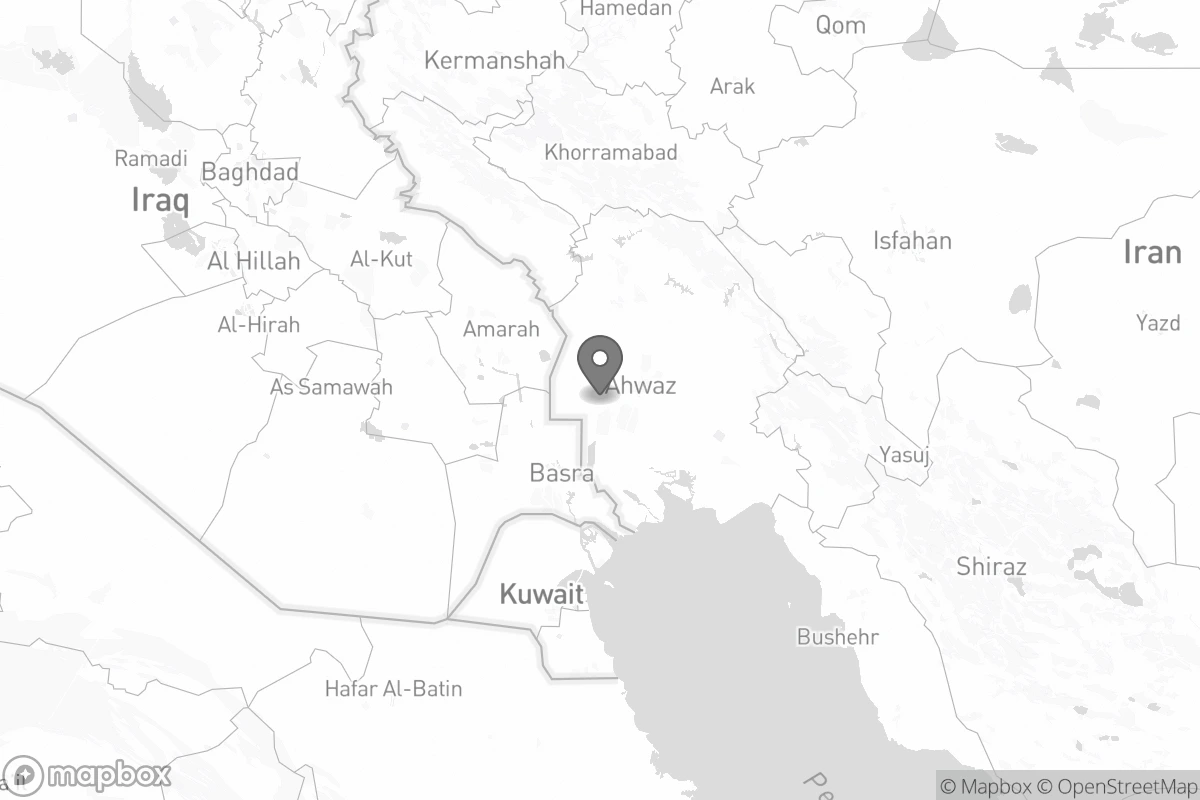 Hamedan
Qom
Kermanshah
Arak
Khorramabad
Ramadi
Baghdad
Iraq
Isfahan
Iran
Al Hillah
Al-Kut
Al-Hirah
Amarah
Yazd
As Samawah
Ahwaz
Yasuj
Basra
Shiraz
Kuwait
Bushehr
Hafar Al-Batin
Pe
mapbox
© Mapbox © OpenStreetMap